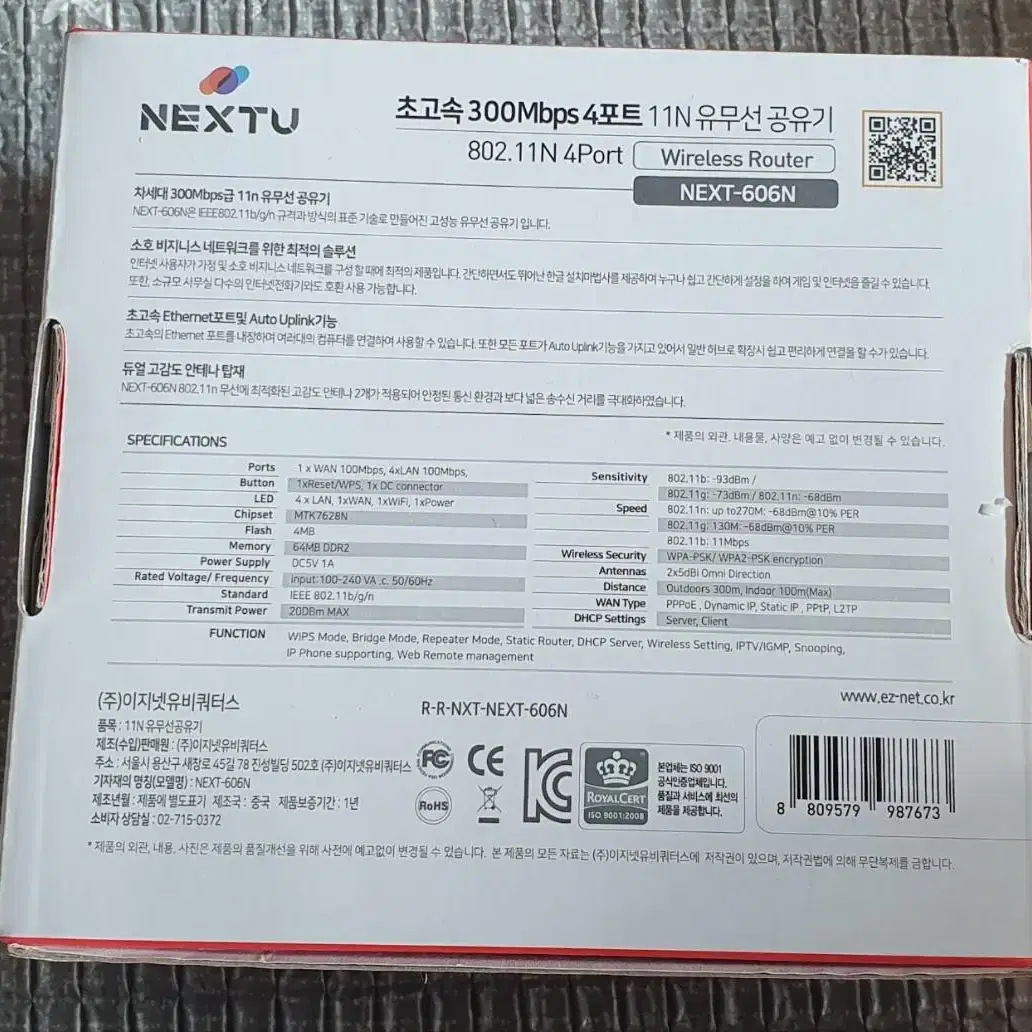 NEXTU
초고속 300Mbps 4포트 11N 유무선 공유기
802.11N 4Port Wireless Router
NEXT-606N
차세대 300Mbps급 11n 유무선 공유기
NEXT-606N은 IEEE802.11b/g/n 규격과 방식의 표준 기술로 만들어진 고성능 유무선 공유기 입니다.
소호 비지니스 네트워크를 위한 최적의 솔루션
인터넷 사용자가 가정 및 소호 비지니스 네트워크를 구성 할 때에 최적의 제품입니다. 간단하면서도 뛰어난 한글 설치마법사를 제공하여 누구나 쉽고 간단하게 설정을 하여 게임 및 인터넷을 즐길 수 있습니다.
또한, 소규모 사무실 다수의 인터넷전화기와도 호환 사용 가능합니다.
초고속 Ethernet포트및 Auto Uplink기능
초고속의 Ethernet 포트를 내장하여 여러대의 컴퓨터를 연결하여 사용할 수 있습니다. 또한 모든 포트가 Auto Uplink기능을 가지고 있어서 일반 허브로 확장시 쉽고 편리하게 연결을 할 수가 있습니다.
듀얼 고감도 안테나 탑재
NEXT-606N 802.11n 무선에 최적화된 고감도 안테나 2개가 적용되어 안정된 통신 환경과 보다 넓은 송수신 거리를 극대화하였습니다.
* 제품의 외관, 내용물, 사양은 예고 없이 변경될 수 있습니다.
SPECIFICATIONS
Ports 1 x WAN 100Mbps, 4xLAN 100Mbps,
Button 1xReset/WPS, 1x DC connector
LED 4 x LAN, 1xWAN, 1xWiFi, 1xPower
Chipset MTK7628N
Flash 4MB
Memory 64MB DDR2
Power Supply DC5V 1A
Rated Voltage/ Frequency input:100-240 VA .c. 50/60Hz
Standard IEEE 802.11b/g/n
Transmit Power 20DBm MAX
Sensitivity 802.11b: -93dBm /
802.11g: -73dBm / 802.11n: -68dBm
Speed 802.11n: up to270M: -68dBm@10% PER
802.11g: 130M: -68dBm@10% PER
802.11b: 11Mbps
Wireless Security WPA-PSK/ WPA2-PSK encryption
Antennas 2x5dBi Omni Direction
Distance Outdoors 300m, Indoor 100m(Max)
WAN Type PPPoE , Dynamic IP, Static IP , PPtP, L2TP
DHCP Settings Server, Client
FUNCTION WiPS Mode, Bridge Mode, Repeater Mode, Static Router, DHCP Server, Wireless Setting, IPTV/IGMP, Snooping,
IP Phone supporting, Web Remote management
(주)이지넷유비쿼터스
R-R-NXT-NEXT-606N
www.ez-net.co.kr
품목 : 11N 유무선공유기
제조(수입)판매원 : (주)이지넷유비쿼터스
주소 : 서울시 용산구 새창로 45길 78 진성빌딩 502호 (주)이지넷유비쿼터스
기자재의 명칭(모델명) : NEXT-606N
제조년월 : 제품에 별도표기 제조국 : 중국 제품보증기간 : 1년
소비자 상담실 : 02-715-0372
FC
CE
RoHS
KC
ROYALCERT
ISO 9001:2008
본업체는 ISO 9001
공식인증업체입니다.
품질과 서비스에 최선의
제품을 제공합니다.
8 809579 987673
* 제품의 외관, 내용, 사진은 제품의 품질개선을 위해 사전에 예고없이 변경될 수 있습니다. 본 제품의 모든 자료는 (주)이지넷유비쿼터스에 저작권이 있으며, 저작권법에 의해 무단복제를 금합니다.